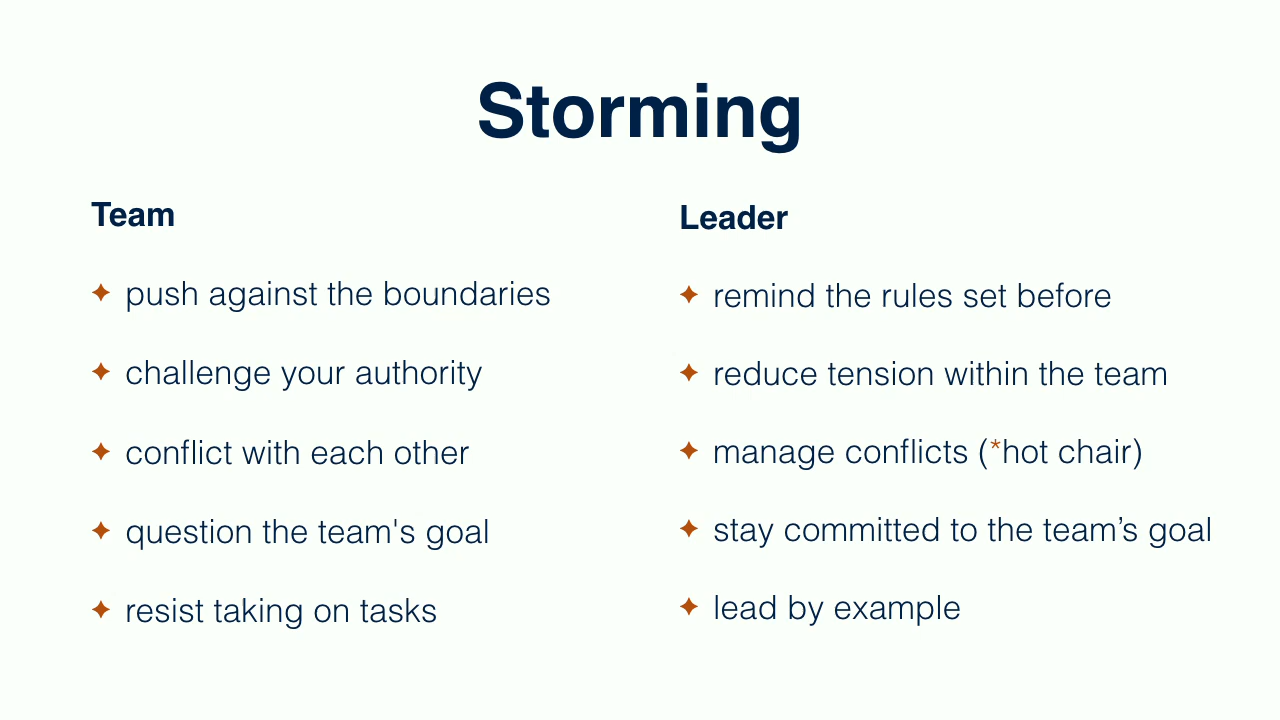 Storming
Team
✦ push against the boundaries
✦ challenge your authority
✦ conflict with each other
✦ question the team's goal
✦ resist taking on tasks
Leader
✦ remind the rules set before
✦ reduce tension within the team
✦ manage conflicts (*hot chair)
✦ stay committed to the team’s goal
✦ lead by example